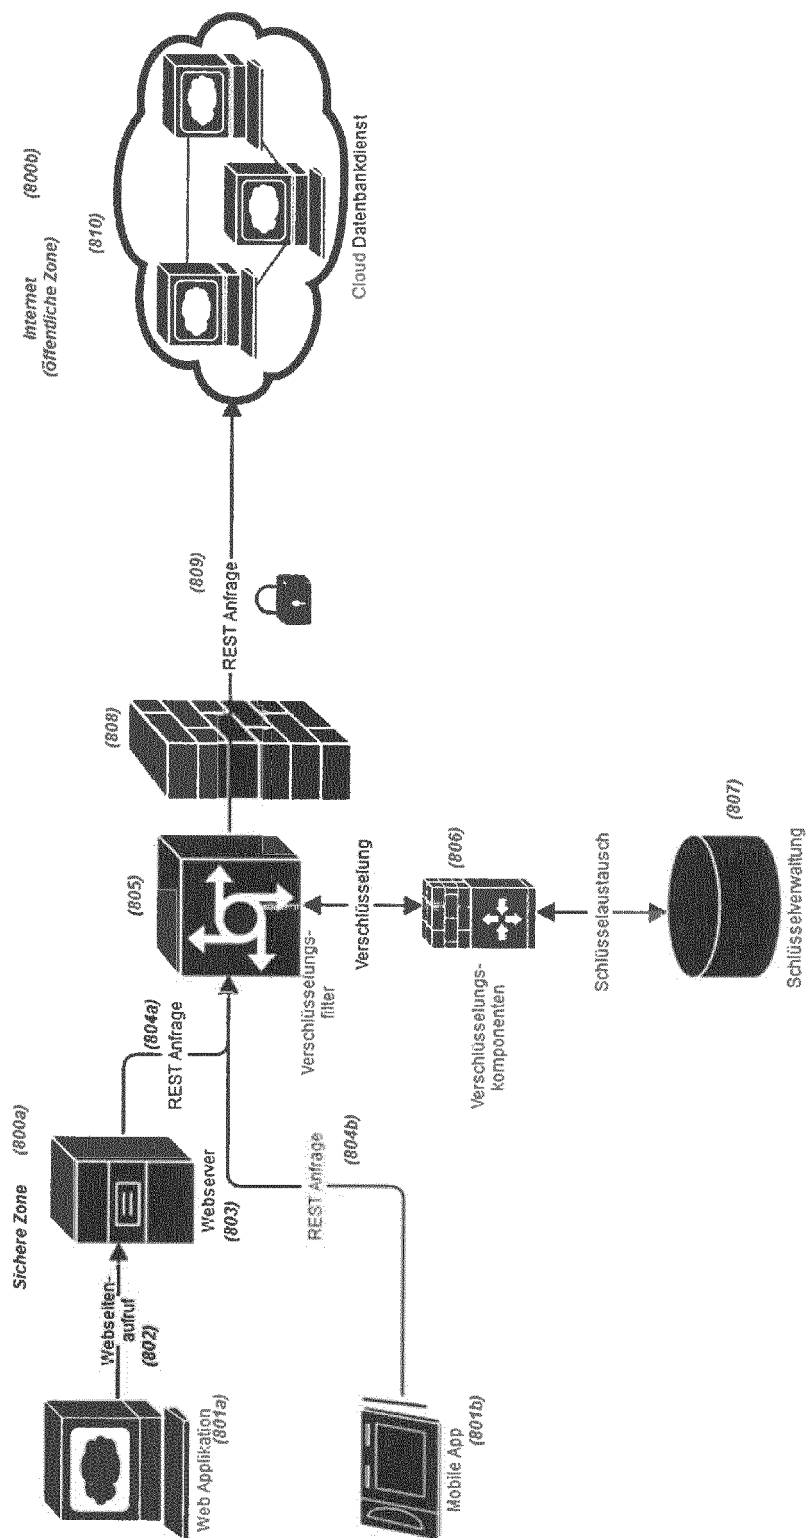 Sichere Zone
(800a)
Internet
(öffentliche Zone)
(800b)
Web Applikation
(801a)
Webseiten-
aufruf
(802)
Webserver
(803)
REST Anfrage
(804a)
Mobile App
(801b)
REST Anfrage
(804b)
(805)
Verschlüsselungs-
filter
Verschlüsselung
(806)
Verschlüsselungs-
komponenten
Schlüsselaustausch
(807)
Schlüsselverwaltung
(808)
(809)
REST Anfrage
(810)
Cloud Datenbankdienst